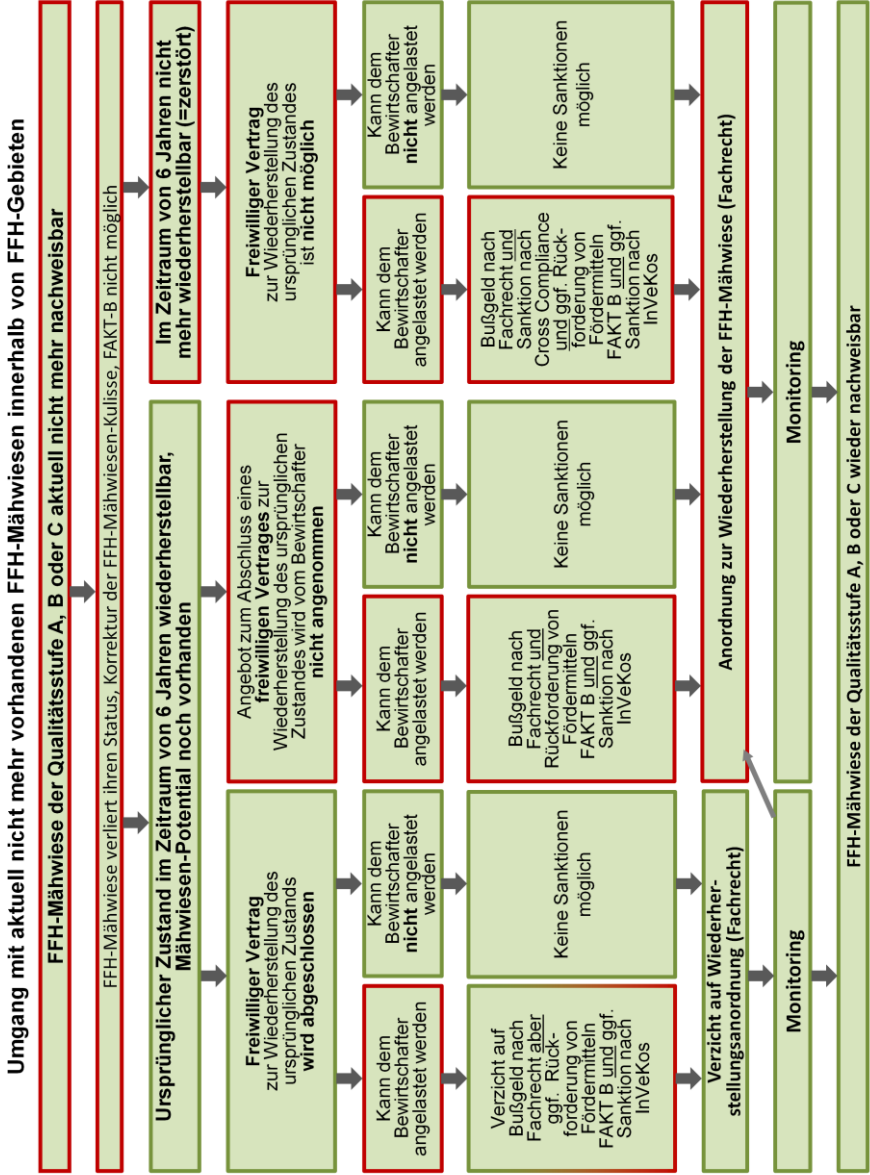 Umgang mit aktuell nicht mehr vorhandenen FFH-Mähwiesen innerhalb von FFH-Gebieten
FFH-Mähwiese der Qualitätsstufe A, B oder C aktuell nicht mehr nachweisbar
FFH-Mähwiese verliert ihren Status, Korrektur der FFH-Mähwiesen-Kulisse, FAKT-B nicht möglich
Ursprünglicher Zustand im Zeitraum von 6 Jahren wiederherstellbar,
Mähwiesen-Potential noch vorhanden
Im Zeitraum von 6 Jahren nicht
mehr wiederherstellbar (=zerstört)
Freiwilliger Vertrag
zur Wiederherstellung des
ursprünglichen Zustands
wird abgeschlossen
Angebot zum Abschluss eines
freiwilligen Vertrages zur
Wiederherstellung des ursprünglichen
Zustandes wird vom Bewirtschafter
nicht angenommen
Freiwilliger Vertrag
zur Wiederherstellung des
ursprünglichen Zustandes
ist nicht möglich
Kann dem
Bewirtschafter
angelastet werden
Kann dem
Bewirtschafter
nicht angelastet
werden
Kann dem
Bewirtschafter
angelastet werden
Kann dem
Bewirtschafter
nicht angelastet
werden
Kann dem
Bewirtschafter
angelastet werden
Kann dem
Bewirtschafter
nicht angelastet
werden
Verzicht auf
Bußgeld nach
Fachrecht aber
ggf. Rück-
forderung von
Fördermitteln
FAKT B und ggf.
Sanktion nach
InVeKos
Keine Sanktionen
möglich
Bußgeld nach
Fachrecht und
Rückforderung von
Fördermitteln
FAKT B und ggf.
Sanktion nach
InVeKos
Keine Sanktionen
möglich
Bußgeld nach
Fachrecht und
Sanktion nach
Cross Compliance
und ggf. Rück-
forderung von
Fördermitteln
FAKT B und ggf.
Sanktion nach
InVeKos
Keine Sanktionen
möglich
Verzicht auf Wiederher-
stellungsanordnung (Fachrecht)
Anordnung zur Wiederherstellung der FFH-Mähwiese (Fachrecht)
Monitoring
Monitoring
FFH-Mähwiese der Qualitätsstufe A, B oder C wieder nachweisbar